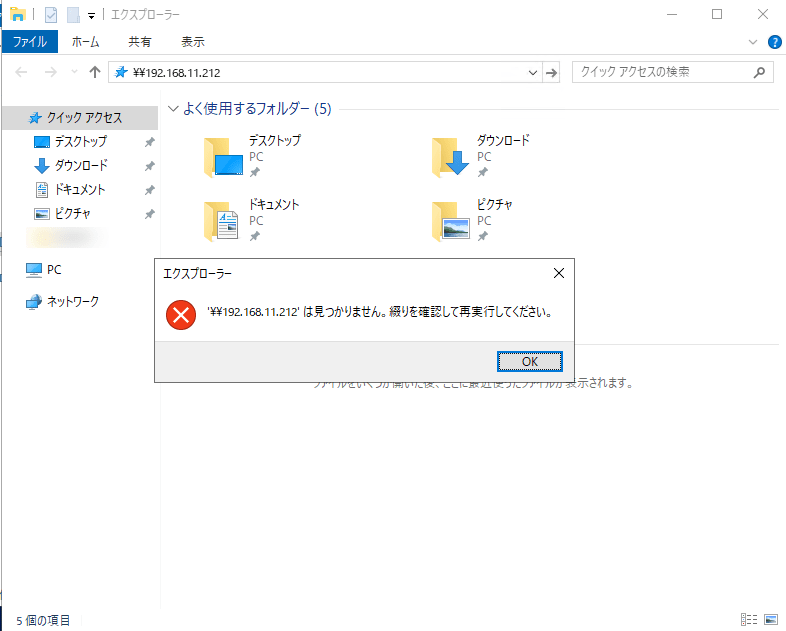 エクスプローラー
ファイル ホーム 共有 表示
¥¥192.168.11.212
クイック アクセスの検索
クイック アクセス
デスクトップ
ダウンロード
ドキュメント
ピクチャ
PC
ネットワーク
よく使用するフォルダー (5)
デスクトップ
PC
ダウンロード
PC
ドキュメント
PC
ピクチャ
PC
エクスプローラー
'¥¥192.168.11.212' は見つかりません。綴りを確認して再実行してください。
OK
ファイルをいくつか開いた後、ここに最近使ったファイルが表示されます。
5 個の項目